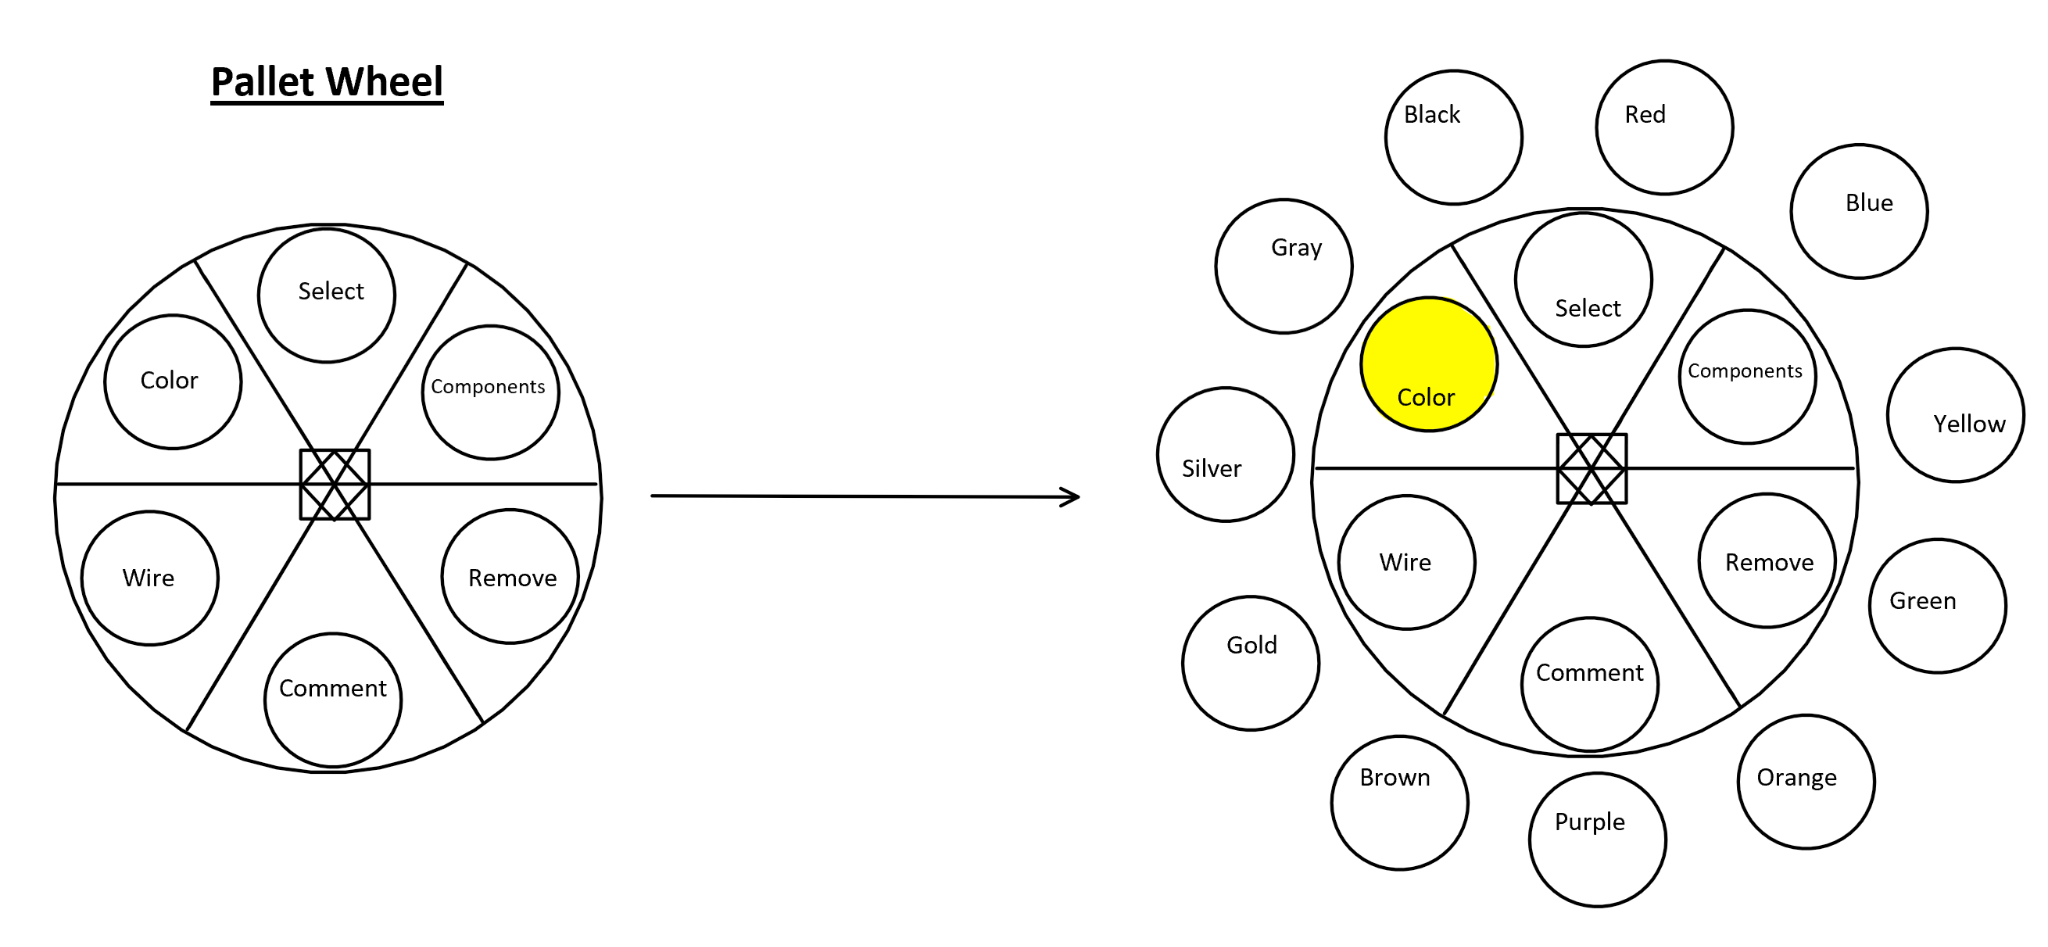 Pallet Wheel
Select
Color
Components
Wire
Remove
Comment
Black
Red
Blue
Gray
Select
Color
Components
Yellow
Silver
Wire
Remove
Green
Gold
Comment
Brown
Orange
Purple